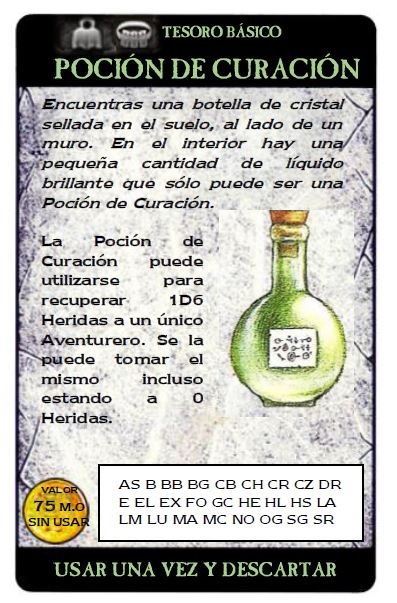 TESORO BÁSICO
POCIÓN DE CURACIÓN
Encuentras una botella de cristal
sellada en el suelo, al lado de un
muro. En el interior hay una
pequeña cantidad de líquido
brillante que sólo puede ser una
Poción de Curación.
La Poción de
Curación puede
utilizarse para
recuperar 1D6
Heridas a un único
Aventurero. Se la
puede tomar el
mismo incluso
estando a 0
Heridas.
VALOR
75 M.O
SIN USAR
AS B BB BG CB CH CR CZ DR
E EL EX FO GC HE HL HS LA
LM LU MA MC NO OG SG SR
USAR UNA VEZ Y DESCARTAR